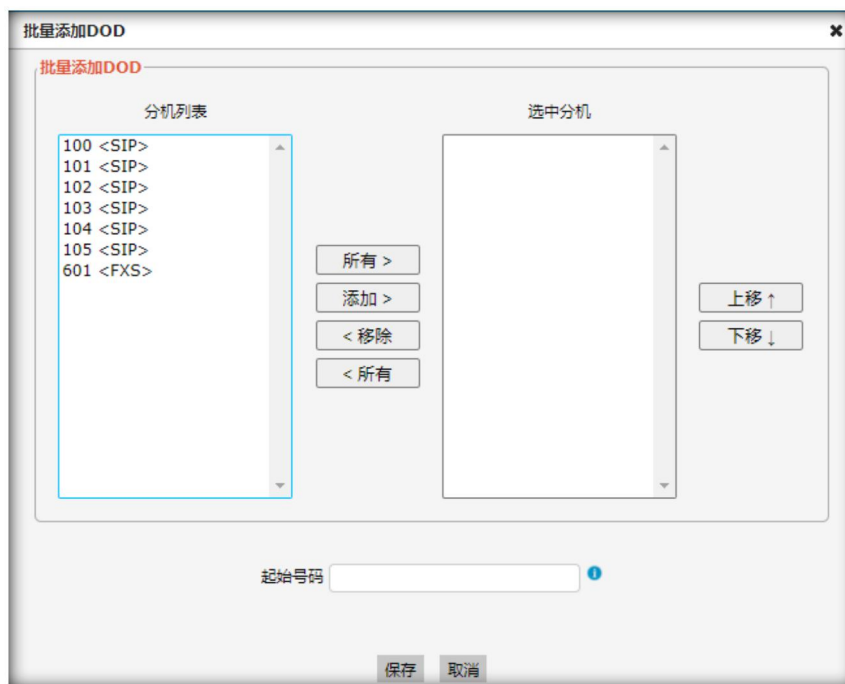 批量添加DOD
批量添加DOD
分机列表
选中分机
100 <SIP>
101 <SIP>
102 <SIP>
103 <SIP>
104 <SIP>
105 <SIP>
601 <FXS>
所有 >
添加 >
< 移除
< 所有
上移 ↑
下移 ↓
起始号码
保存 取消